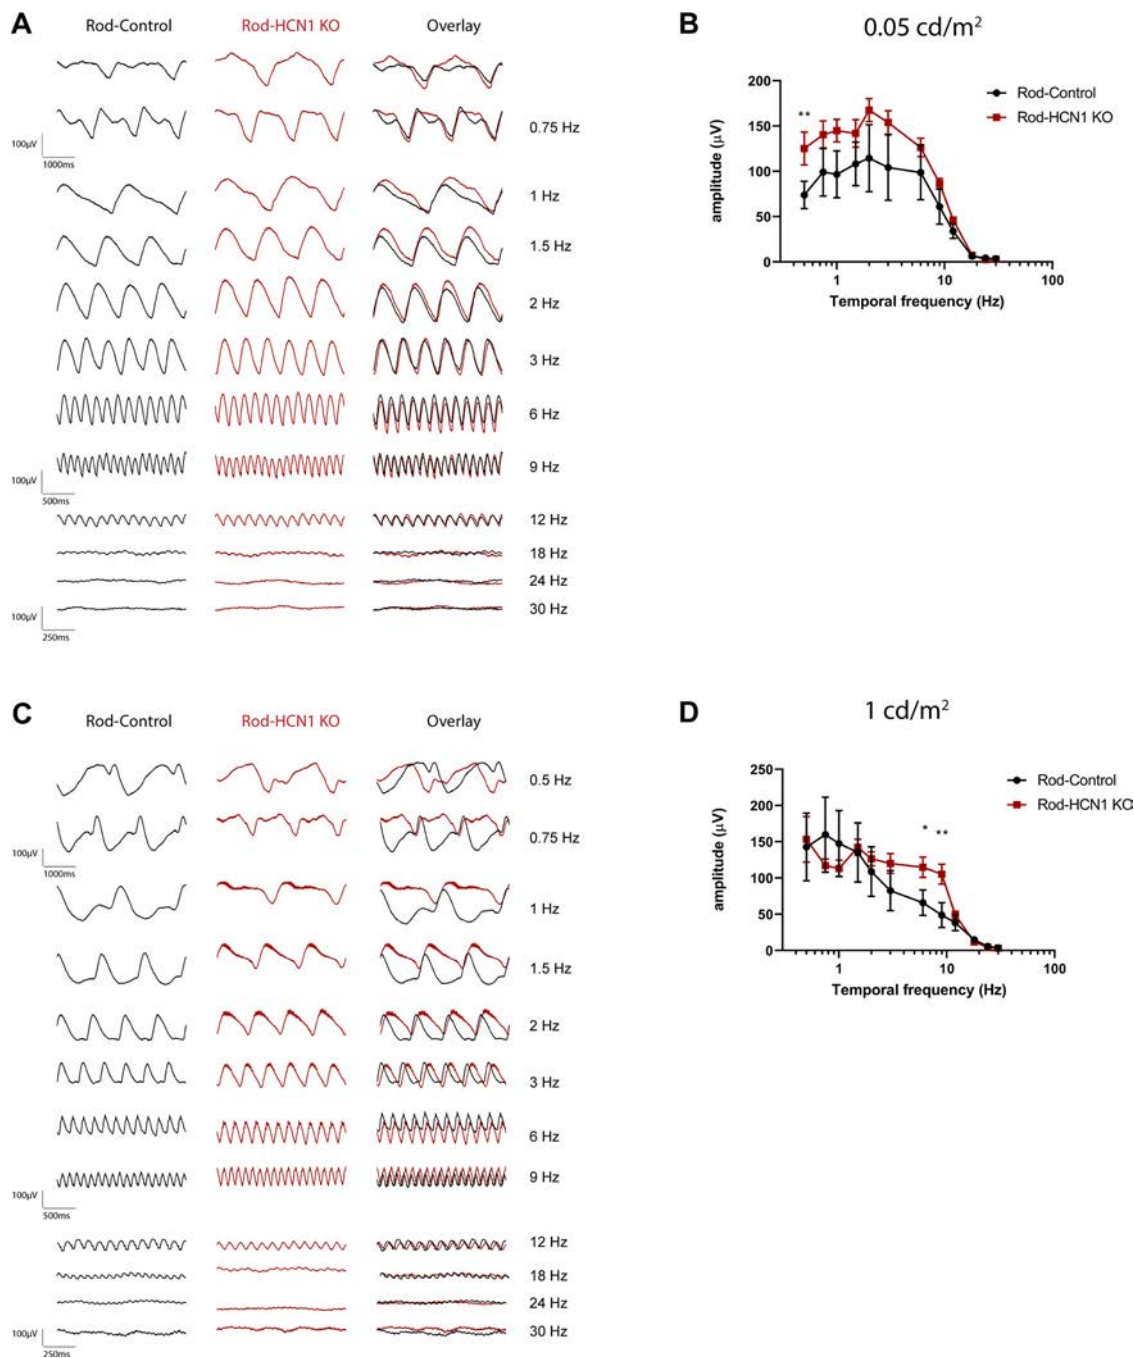 A
Rod-Control Rod-HCN1 KO Overlay
0.75 Hz
100μV
1000ms
1 Hz
1.5 Hz
2 Hz
3 Hz
6 Hz
9 Hz
100μV
500ms
12 Hz
18 Hz
24 Hz
30 Hz
100μV
250ms
B
0.05 cd/m²
Rod-Control
Rod-HCN1 KO
**
amplitude (μV)
200
150
100
50
0
1 10 100
Temporal frequency (Hz)
C
Rod-Control Rod-HCN1 KO Overlay
0.5 Hz
0.75 Hz
100μV
1000ms
1 Hz
1.5 Hz
2 Hz
3 Hz
6 Hz
9 Hz
100μV
500ms
12 Hz
18 Hz
24 Hz
30 Hz
100μV
250ms
D
1 cd/m²
Rod-Control
Rod-HCN1 KO
* **
amplitude (μV)
250
200
150
100
50
0
1 10 100
Temporal frequency (Hz)